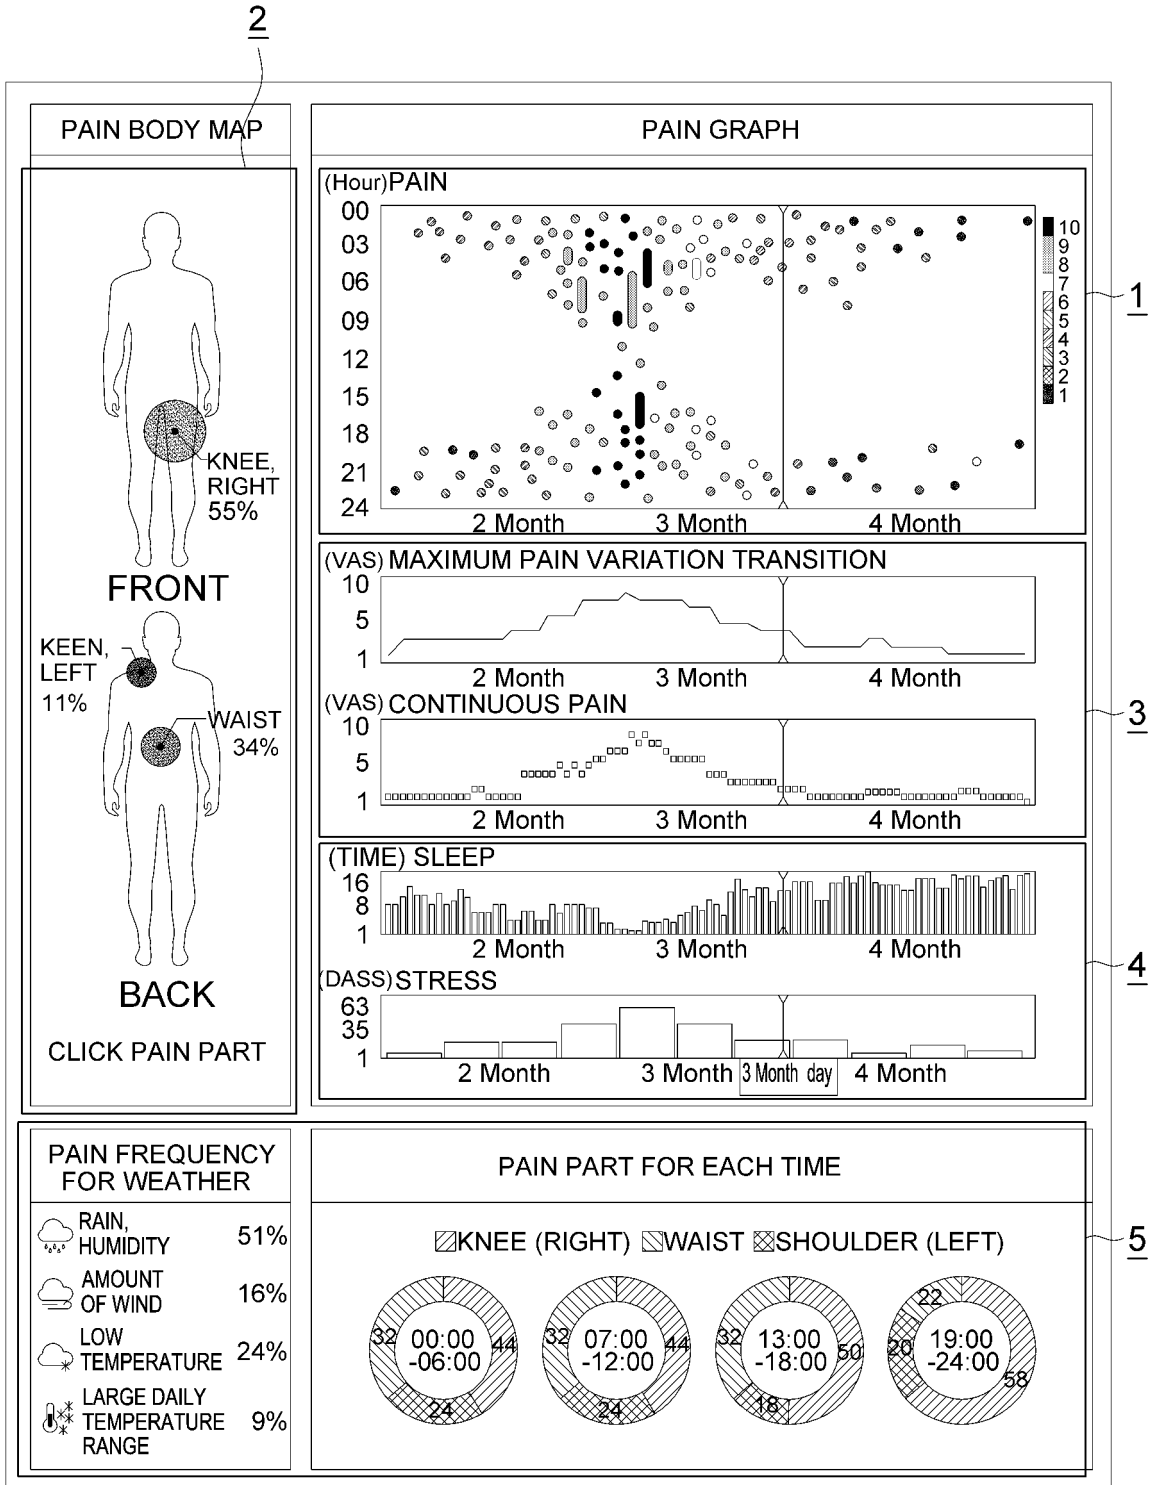 2
PAIN BODY MAP
KNEE,
RIGHT
55%
FRONT
KEEN,
LEFT
11%
WAIST
34%
BACK
CLICK PAIN PART
PAIN GRAPH
(Hour)PAIN
00
03
06
09
12
15
18
21
24
2 Month 3 Month 4 Month
10
9
8
7
6
5
4
3
2
1
1
(VAS) MAXIMUM PAIN VARIATION TRANSITION
10
5
1
2 Month 3 Month 4 Month
(VAS) CONTINUOUS PAIN
10
5
1
2 Month 3 Month 4 Month
3
(TIME) SLEEP
16
8
1
2 Month 3 Month 4 Month
(DASS) STRESS
63
35
1
2 Month 3 Month 3 Month day 4 Month
4
PAIN FREQUENCY
FOR WEATHER
RAIN,
HUMIDITY 51%
AMOUNT
OF WIND 16%
LOW
TEMPERATURE 24%
LARGE DAILY
TEMPERATURE
RANGE 9%
PAIN PART FOR EACH TIME
KNEE (RIGHT) WAIST SHOULDER (LEFT)
32 00:00
-06:00 44
24
32 07:00
-12:00 44
24
32 13:00
-18:00 50
18
22
20 19:00
-24:00
58
5